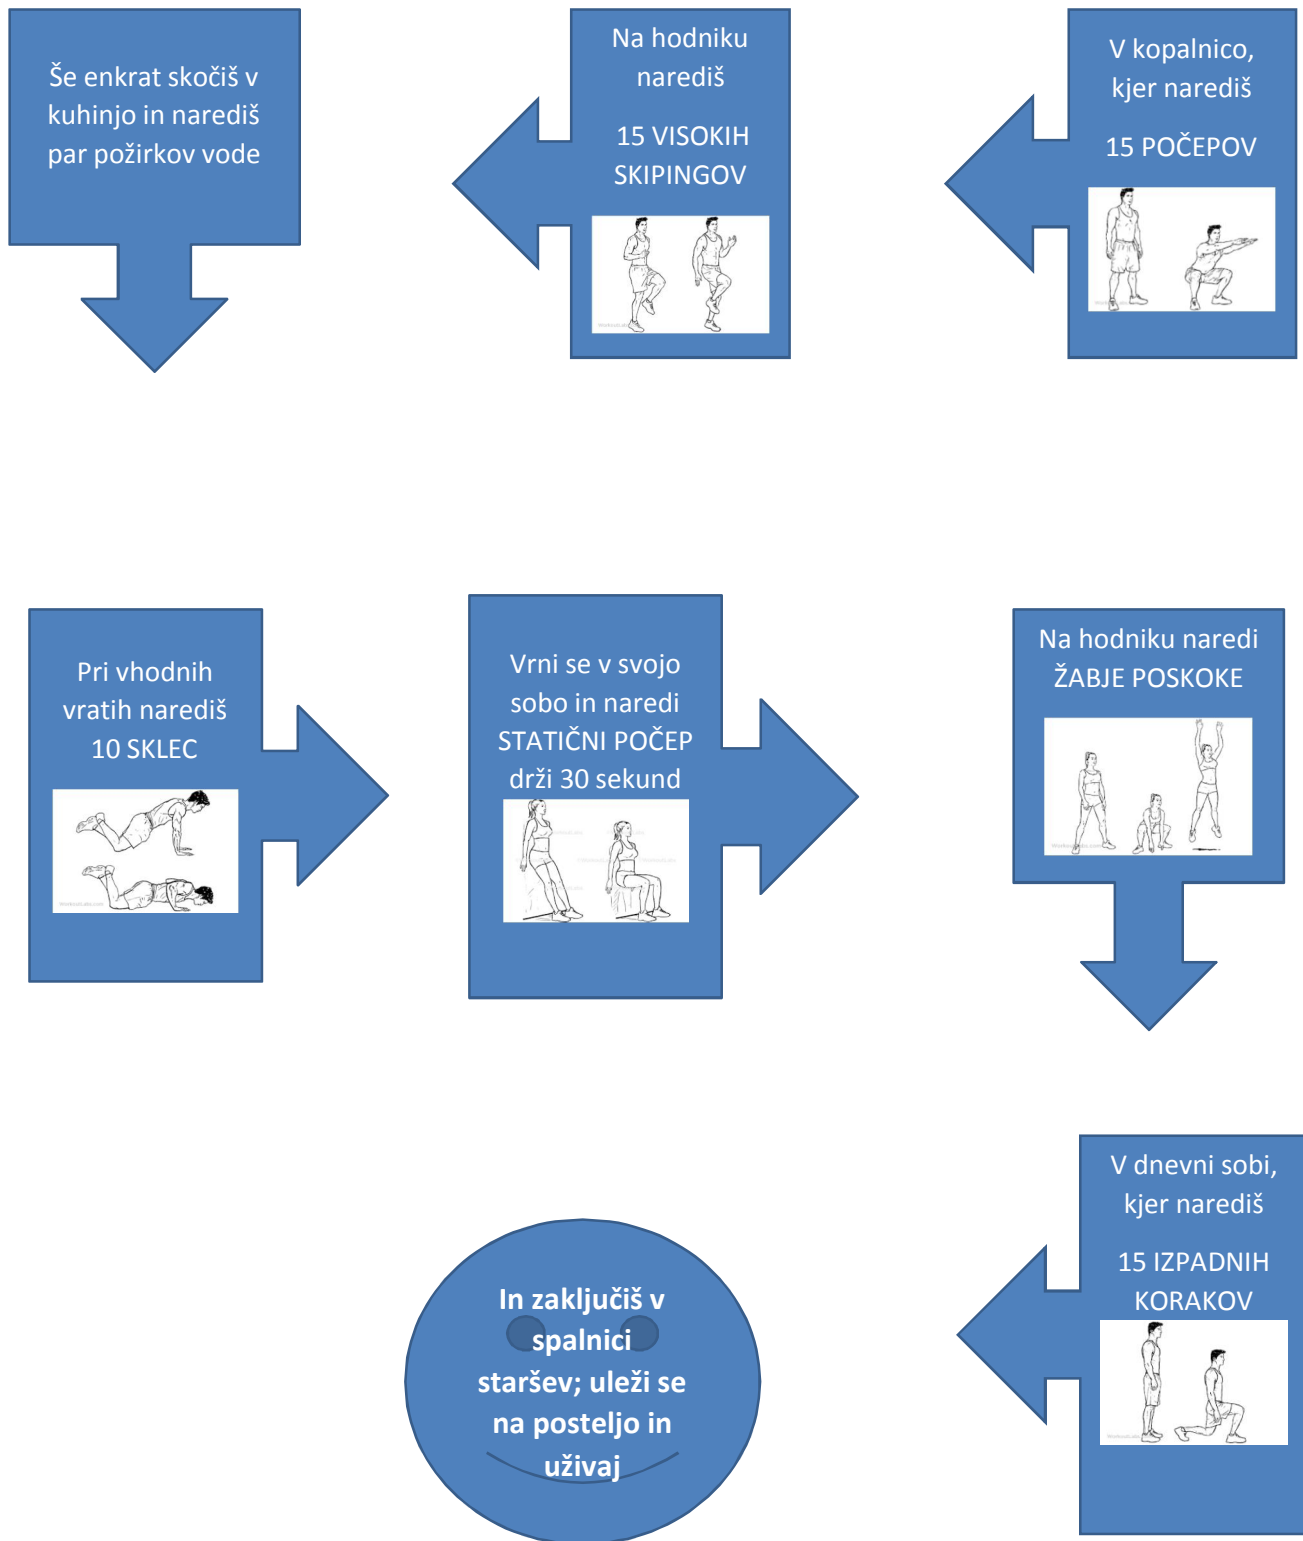 V kopalnico,
kjer narediš
15 POČEPOV
Na hodniku
narediš
15 VISOKIH
SKIPINGOV
Še enkrat skočiš v
kuhinjo in narediš
par požirkov vode
Pri vhodnih
vratih narediš
10 SKLEC
Vrni se v svojo
sobo in naredi
STATIČNI POČEP
drži 30 sekund
Na hodniku naredi
ŽABJE POSKOKE
V dnevni sobi,
kjer narediš
15 IZPADNIH
KORAKOV
In zaključiš v
spalnici
staršev; uleži se
na posteljo in
uživaj